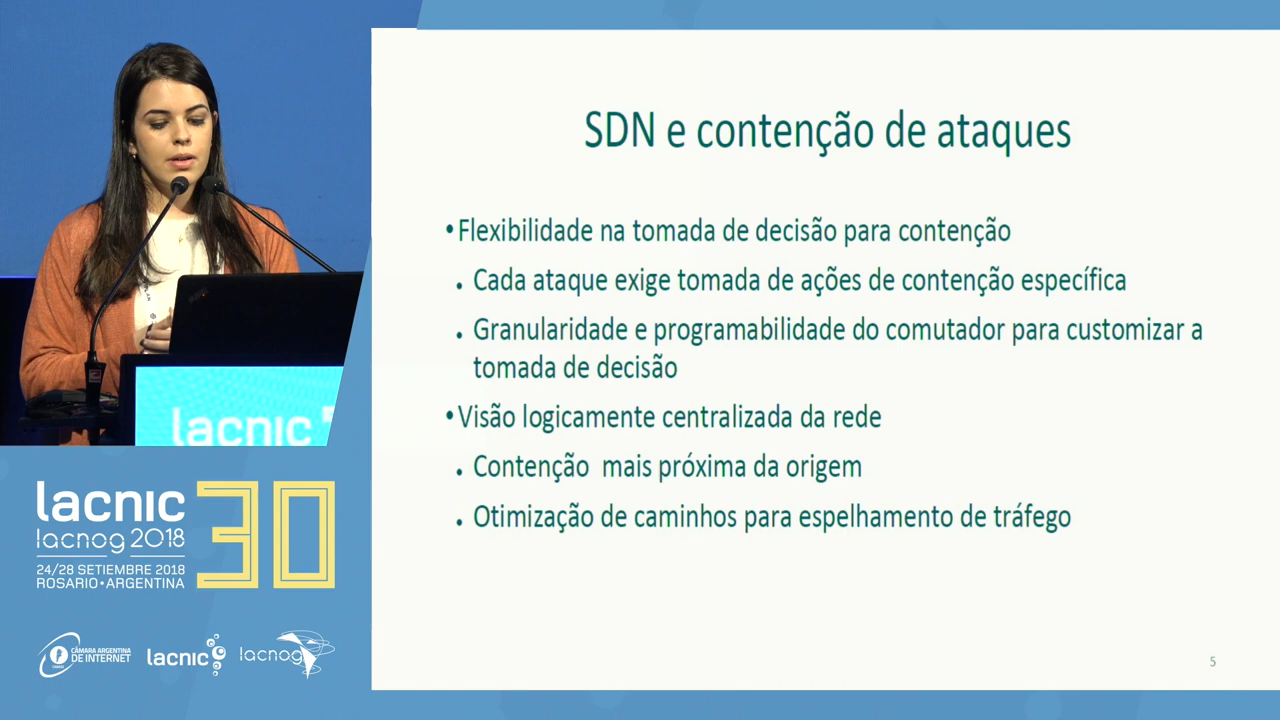 SDN e contenção de ataques
•Flexibilidade na tomada de decisão para contenção
• Cada ataque exige tomada de ações de contenção específica
• Granularidade e programabilidade do comutador para customizar a
tomada de decisão
•Visão logicamente centralizada da rede
• Contenção mais próxima da origem
• Otimização de caminhos para espelhamento de tráfego
5
lacnic
lacnic 30
lacnog 2018
24/28 SETIEMBRE 2018
ROSARIO•ARGENTINA
CÁMARA ARGENTINA
DE INTERNET
lacnic
lacnog